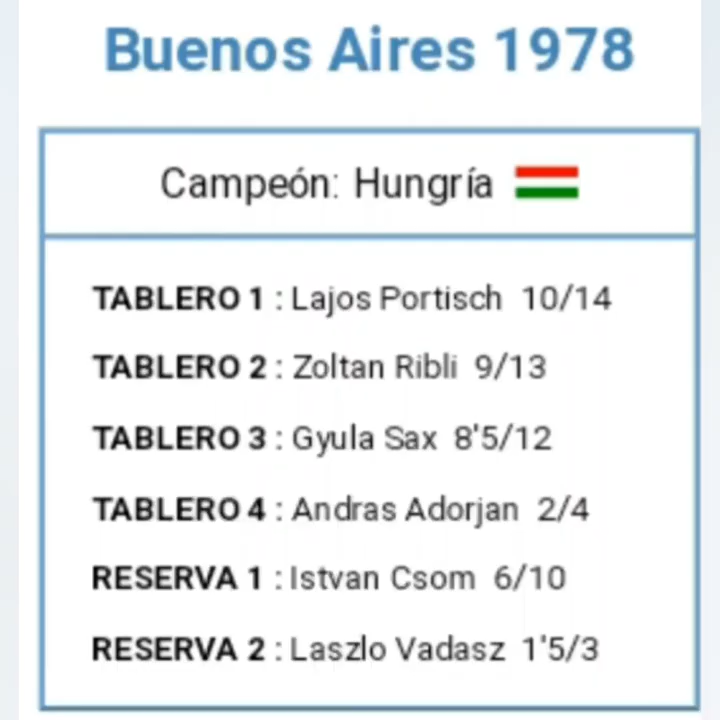 Buenos Aires 1978
Campeón: Hungría
TABLERO 1 : Lajos Portisch 10/14
TABLERO 2 : Zoltan Ribli 9/13
TABLERO 3 : Gyula Sax 8'5/12
TABLERO 4 : Andras Adorjan 2/4
RESERVA 1 : Istvan Csom 6/10
RESERVA 2 : Laszlo Vadasz 1'5/3